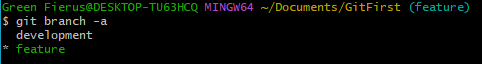 Green Fierus@DESKTOP-TU63HCQ MINGW64 ~/Documents/GitFirst (feature)
$ git branch -a
  development
* feature